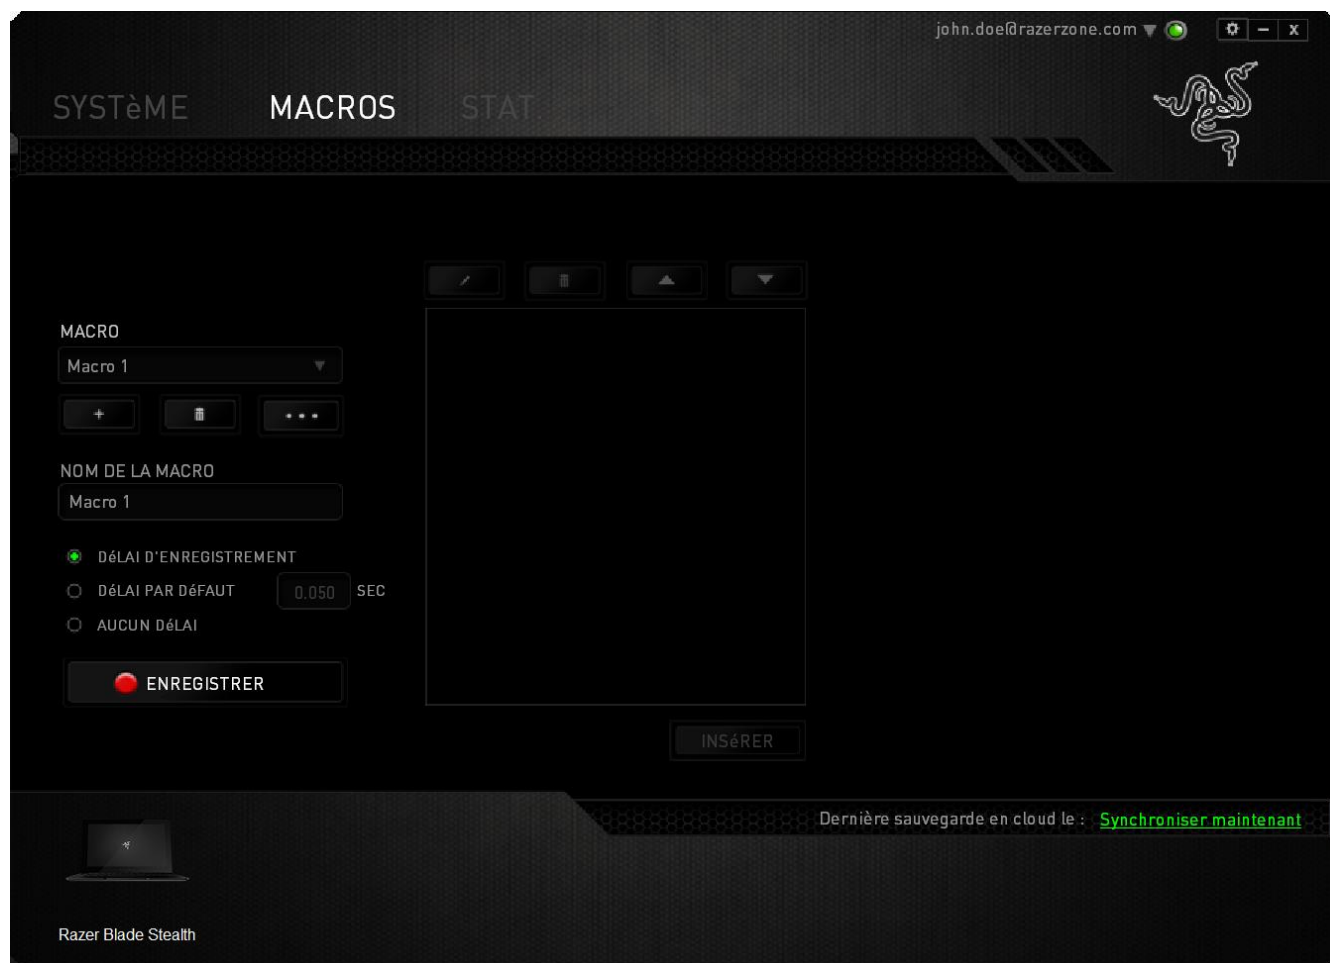 john.doe@razerzone.com
SYSTèME MACROS STAT
MACRO
Macro 1
NOM DE LA MACRO
Macro 1
DéLAI D'ENREGISTREMENT
DéLAI PAR DéFAUT 0.050 SEC
AUCUN DéLAI
ENREGISTRER
INSéRER
Dernière sauvegarde en cloud le : Synchroniser maintenant
Razer Blade Stealth